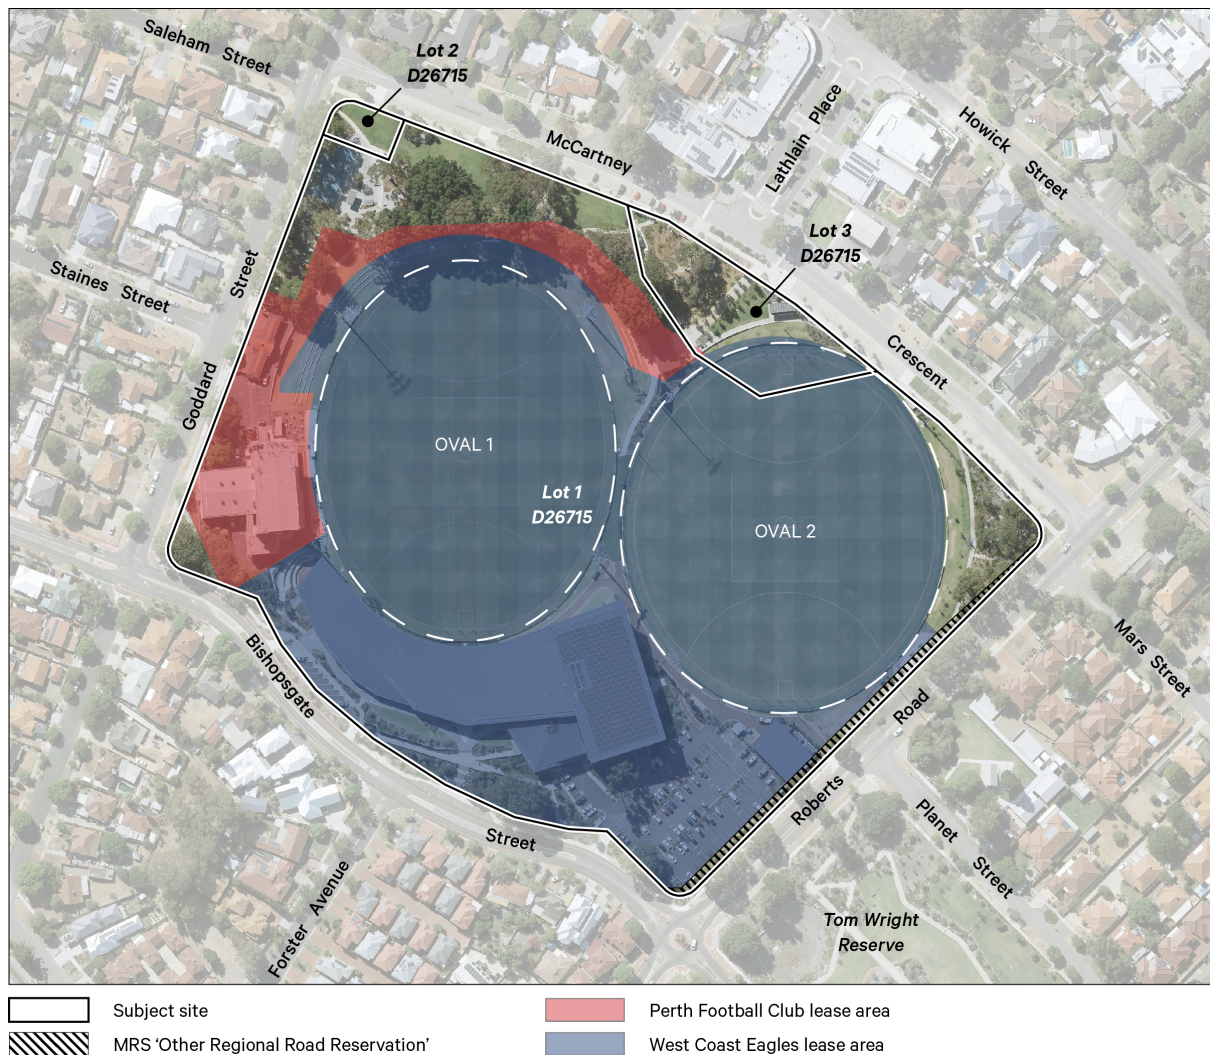 Saleham Street
Lot 2
D26715
McCartney
Lathlain Place
Howick Street
Lot 3
D26715
Staines Street
Street
Goddard
Crescent
OVAL 1
Lot 1
D26715
OVAL 2
Bishopsgate
Mars Street
Road
Roberts
Planet Street
Street
Forster Avenue
Tom Wright
Reserve
Subject site
Perth Football Club lease area
MRS ‘Other Regional Road Reservation’
West Coast Eagles lease area